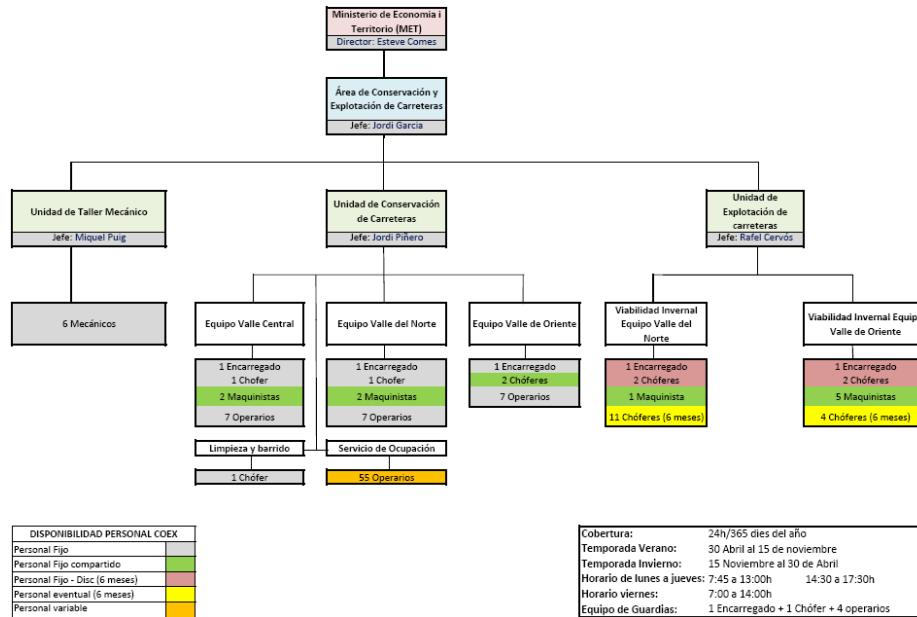 Ministerio de Economia i
Territorio (MET)
Director: Esteve Comes
Área de Conservación y
Explotación de Carreteras
Jefe: Jordi Garcia
Unidad de Taller Mecánico
Jefe: Miquel Puig
Unidad de Conservación
de Carreteras
Jefe: Jordi Piñero
Unidad de
Explotación de
carreteras
Jefe: Rafel Cervós
6 Mecánicos
Equipo Valle Central
Equipo Valle del Norte
Equipo Valle de Oriente
Viabilidad Invernal
Equipo Valle del
Norte
Viabilidad Invernal Equipo
Valle de Oriente
1 Encarregado
1 Chofer
2 Maquinistas
7 Operarios
1 Encarregado
1 Chofer
2 Maquinistas
7 Operarios
1 Encarregado
2 Chóferes
7 Operarios
1 Encarregado
2 Chóferes
1 Maquinista
11 Chóferes (6 meses)
1 Encarregado
2 Chóferes
5 Maquinistas
4 Chóferes (6 meses)
Limpieza y barrido
1 Chófer
Servicio de Ocupación
55 Operarios
DISPONIBILIDAD PERSONAL COEX
Personal Fijo
Personal Fijo compartido
Personal Fijo - Disc (6 meses)
Personal eventual (6 meses)
Personal variable
Cobertura: 24h/365 dies del año
Temporada Verano: 30 Abril al 15 de noviembre
Temporada Invierno: 15 Noviembre al 30 de Abril
Horario de lunes a jueves: 7:45 a 13:00h 14:30 a 17:30h
Horario viernes: 7:00 a 14:00h
Equipo de Guardias: 1 Encarregado + 1 Chófer + 4 operarios